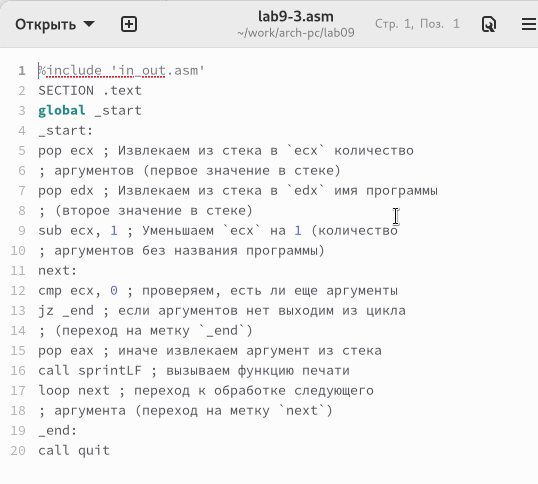 Открыть
lab9-3.asm
~/work/arch-pc/lab09
Стр. 1, Поз. 1
1 %include 'in_out.asm'
2 SECTION .text
3 global _start
4 _start:
5 pop ecx ; Извлекаем из стека в `ecx` количество
6 ; аргументов (первое значение в стеке)
7 pop edx ; Извлекаем из стека в `edx` имя программы
8 ; (второе значение в стеке)
9 sub ecx, 1 ; Уменьшаем `ecx` на 1 (количество
10 ; аргументов без названия программы)
11 next:
12 cmp ecx, 0 ; проверяем, есть ли еще аргументы
13 jz _end ; если аргументов нет выходим из цикла
14 ; (переход на метку `_end`)
15 pop eax ; иначе извлекаем аргумент из стека
16 call sprintLF ; вызываем функцию печати
17 loop next ; переход к обработке следующего
18 ; аргумента (переход на метку `next`)
19 _end:
20 call quit